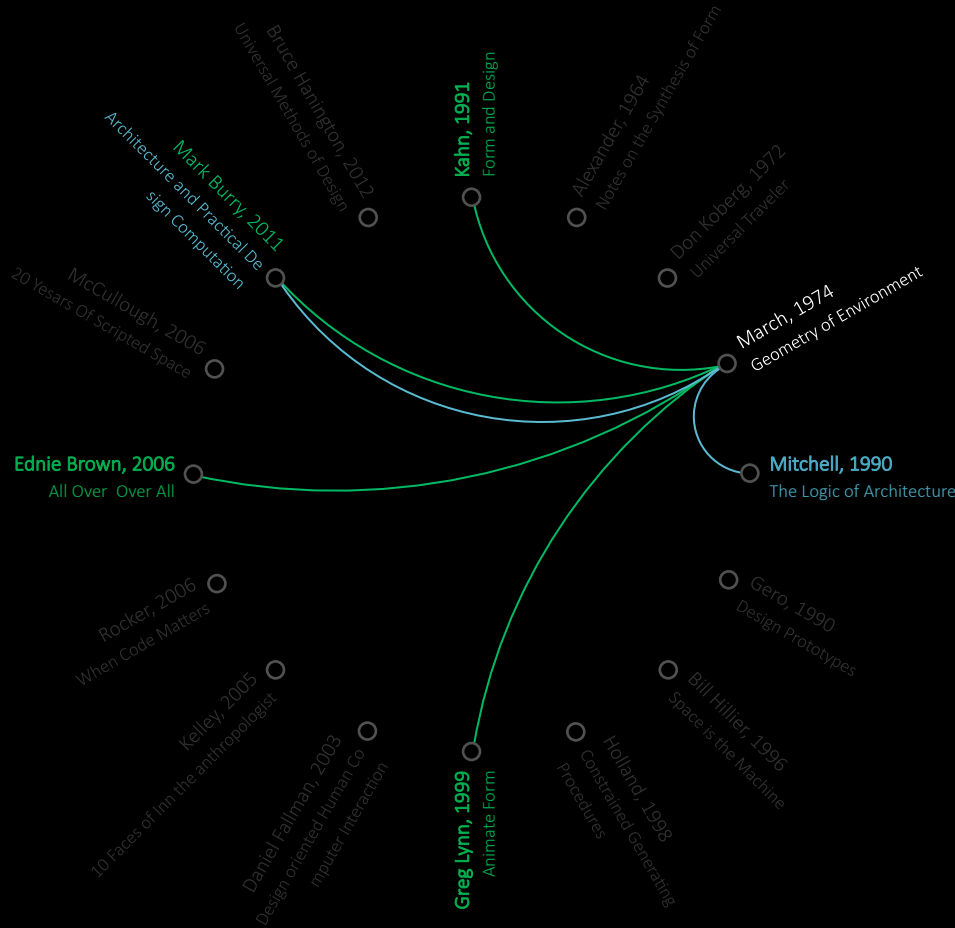 Bruce Hanington, 2012
Universal Methods of Design
Kahn, 1991
Form and Design
Alexander, 1964
Notes on the Synthesis of Form
Don Koberg, 1972
Universal Traveler
March, 1974
Geometry of Environment
Mitchell, 1990
The Logic of Architecture
Gero, 1990
Design Prototypes
Bill Hillier, 1996
Space is the Machine
Holland, 1998
Constrained Generating
Procedures
Greg Lynn, 1999
Animate Form
Daniel Fallman, 2003
Design oriented Human Co
mputer Interaction
Kelley, 2005
10 Faces of Inn the anthropologist
Rocker, 2006
When Code Matters
Ednie Brown, 2006
All Over  Over All
McCullough, 2006
20 Yesars Of Scripted Space
Mark Burry, 2011
Architecture and Practical De
sign Computation